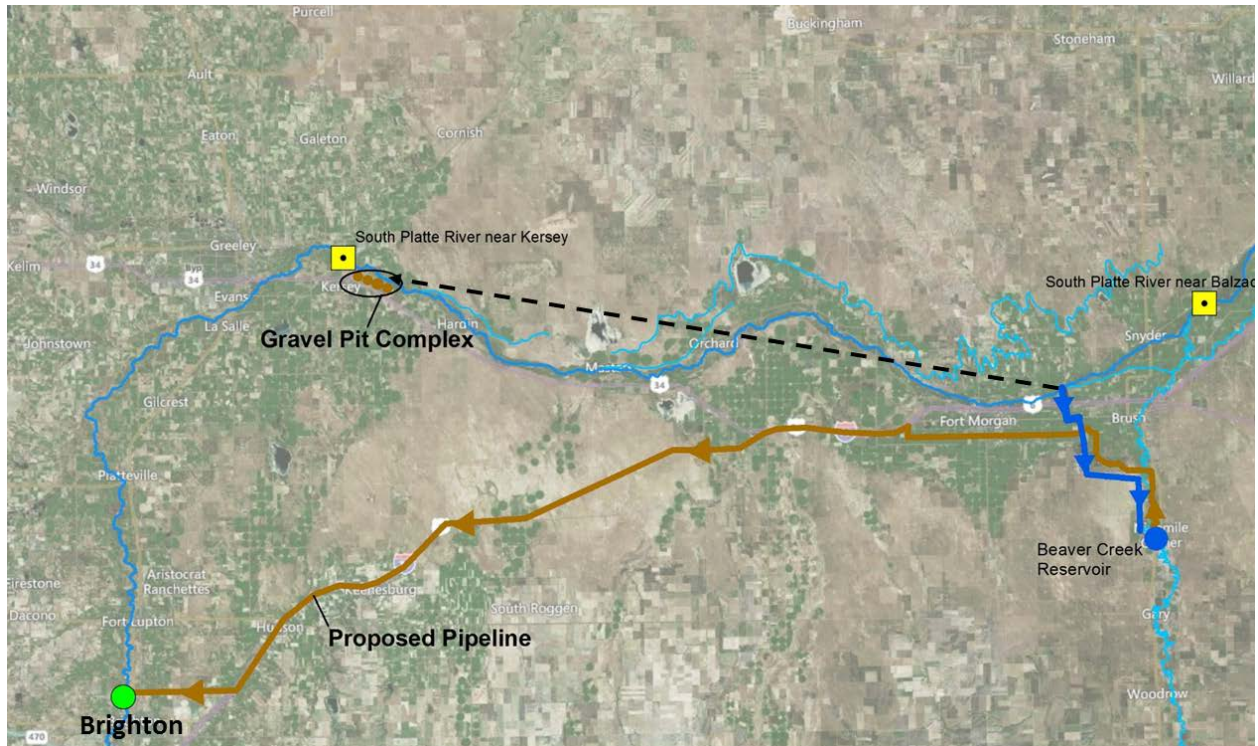 Purcell
Buckingham
Stoneham
Ault
Willard
Eaton
Galeton
Cornish
Windsor
South Platte River near Kersey
Greeley
Kelim
34
34
Kersey
South Platte River near Balzac
Evans
La Salle
Hardin
Gravel Pit Complex
Snyder
Johnstown
Orchard
34
Gilcrest
Fort Morgan
Brush
Platteville
Beaver Creek
Reservoir
Firestone
Aristocrat
Ranchettes
Keenesburg
South Roggen
Dacono
Fort Lupton
Gary
Hudson
Proposed Pipeline
Woodrow
Brighton
470